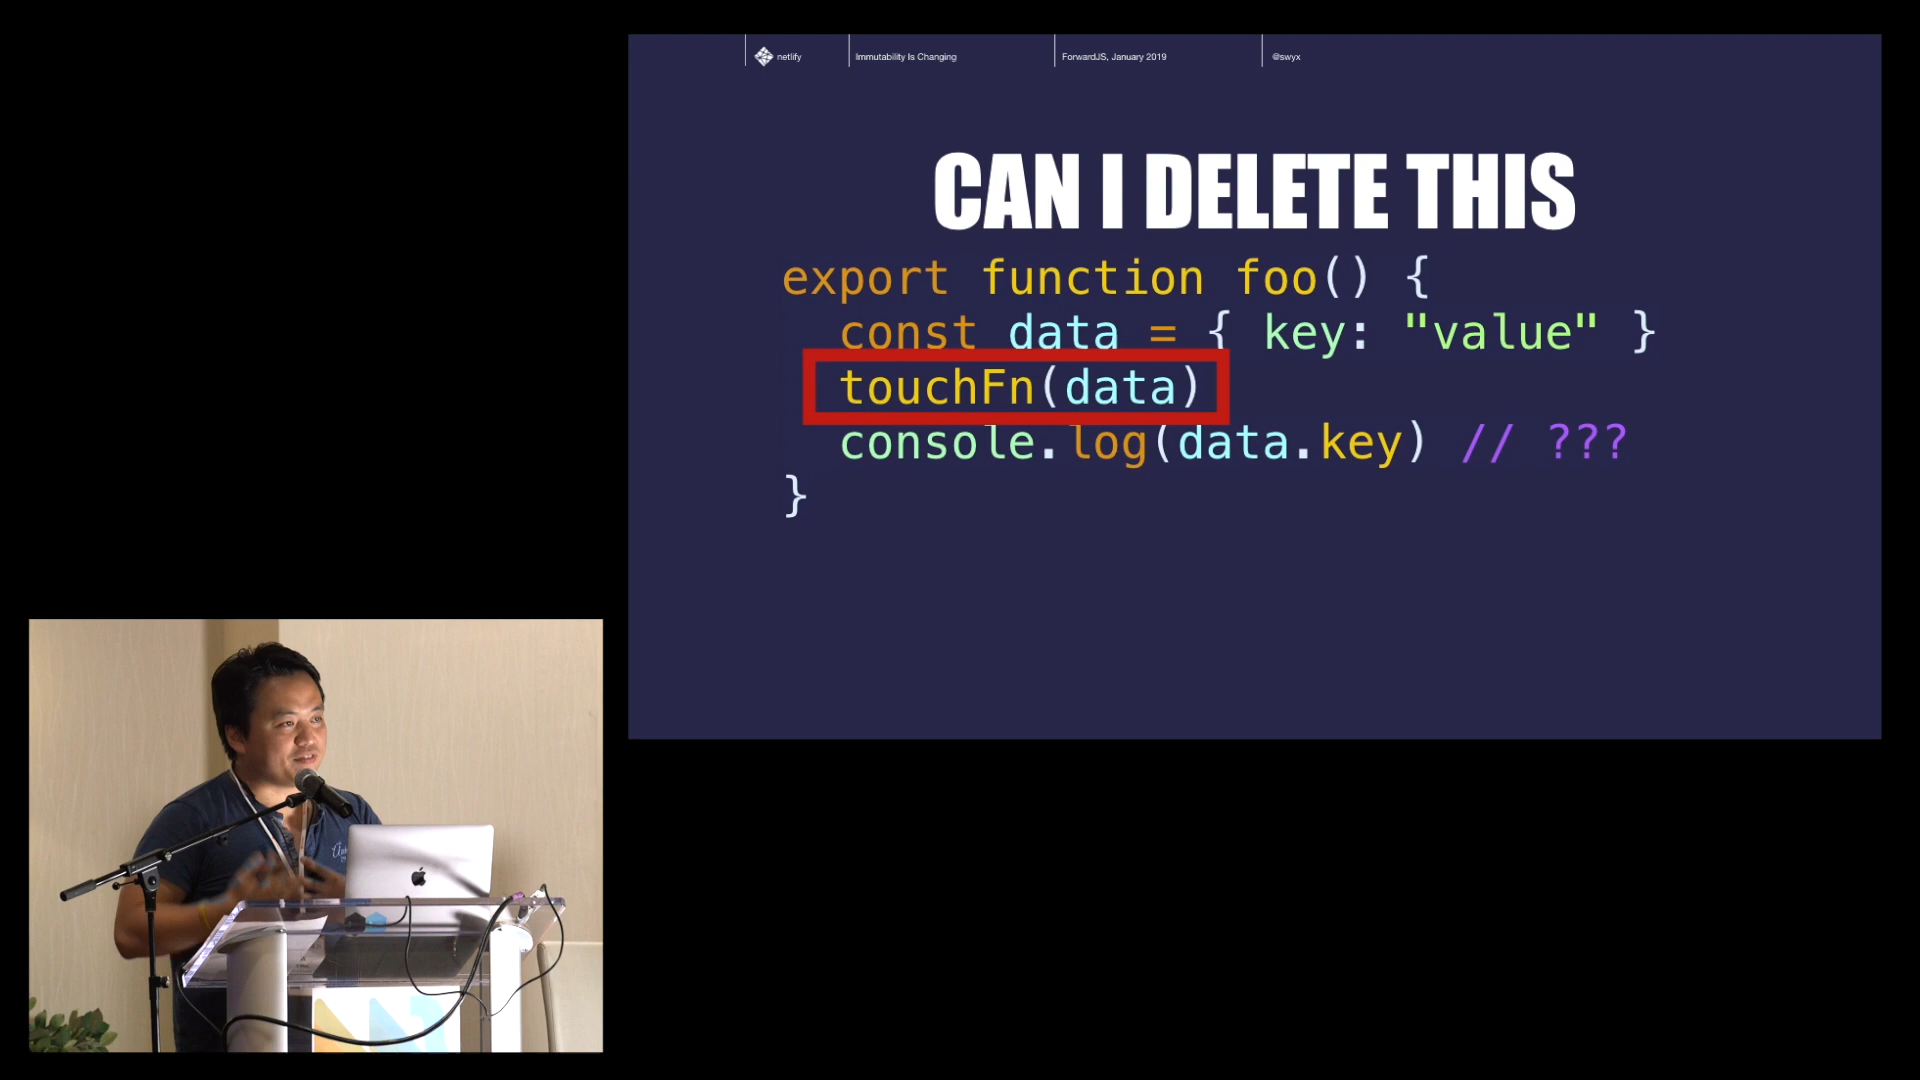 netlify
Immutability Is Changing
ForwardJS, January 2019
@swyx
CAN I DELETE THIS
export function foo() {
  const data = { key: "value" }
  touchFn(data)
  console.log(data.key) // ???
}